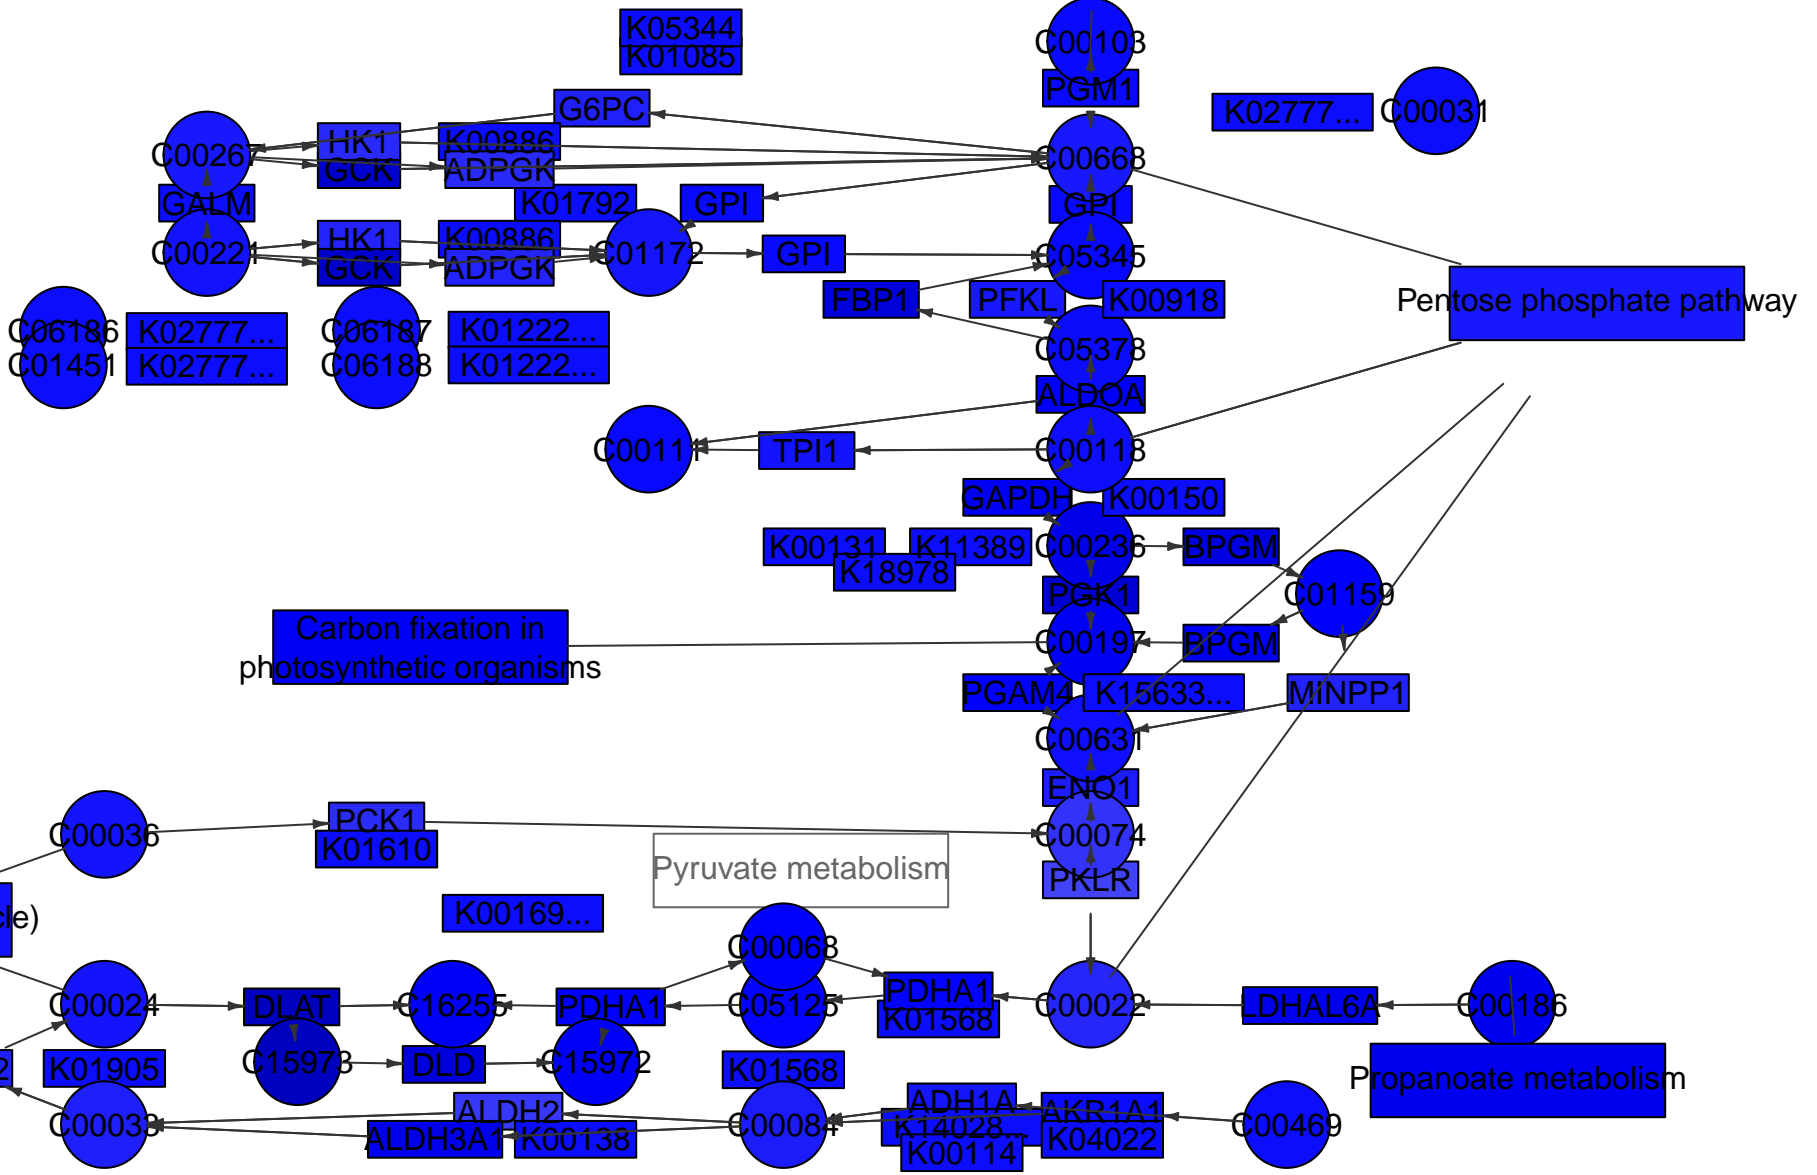 K05344
C00103
K01085
PGM1
G6PC
K02777...
C00031
HK1
K00886
C00267
C00668
GCK
ADPGK
GALM
K01792
GPI
GPI
HK1
K00886
C00221
C01172
GPI
C05345
GCK
ADPGK
FBP1
PFKL
K00918
Pentose phosphate pathway
C06186
K02777...
C06187
K01222...
C05378
C01451
K02777...
C06188
K01222...
ALDOA
C00111
TPI1
C00118
GAPDH
K00150
K00131
K11389
C00236
BPGM
K18978
PGK1
C01159
Carbon fixation in
photosynthetic organisms
C00197
BPGM
PGAM4
K15633...
MINPP1
C00631
ENO1
C00036
PCK1
C00074
K01610
Pyruvate metabolism
PKLR
cle)
K00169...
C00068
C00024
DLAT
C16255
PDHA1
C05125
PDHA1
C00022
LDHAL6A
C00186
K01568
C15973
DLD
C15972
2
K01905
K01568
Propanoate metabolism
ALDH2
ADH1A
AKR1A1
C00033
C00084
K14028...
C00469
ALDH3A1
K00138
K04022
K00114